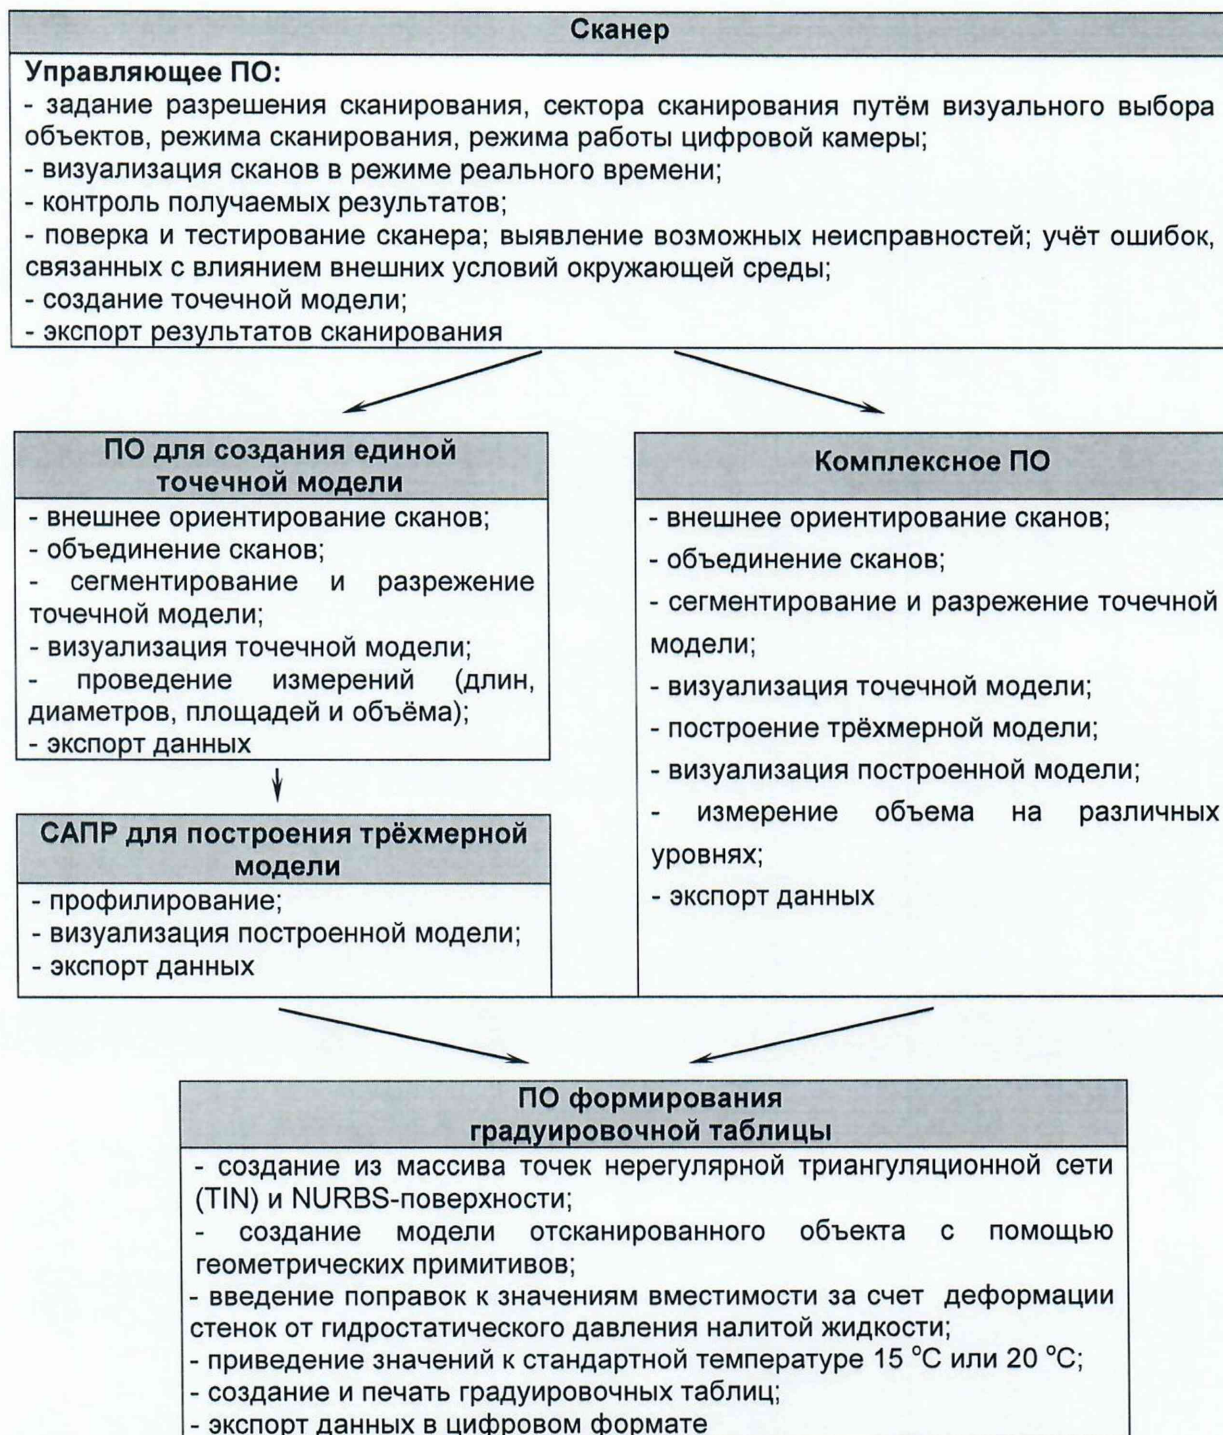 Сканер
Управляющее ПО:
- задание разрешения сканирования, сектора сканирования путём визуального выбора
объектов, режима сканирования, режима работы цифровой камеры;
- визуализация сканов в режиме реального времени;
- контроль получаемых результатов;
- поверка и тестирование сканера; выявление возможных неисправностей; учёт ошибок,
связанных с влиянием внешних условий окружающей среды;
- создание точечной модели;
- экспорт результатов сканирования
ПО для создания единой
точечной модели
- внешнее ориентирование сканов;
- объединение сканов;
- сегментирование и разрежение
точечной модели;
- визуализация точечной модели;
- проведение измерений (длин,
диаметров, площадей и объёма);
- экспорт данных
САПР для построения трёхмерной
модели
- профилирование;
- визуализация построенной модели;
- экспорт данных
Комплексное ПО
- внешнее ориентирование сканов;
- объединение сканов;
- сегментирование и разрежение точечной
модели;
- визуализация точечной модели;
- построение трёхмерной модели;
- визуализация построенной модели;
- измерение объема на различных
уровнях;
- экспорт данных
ПО формирования
градуировочной таблицы
- создание из массива точек нерегулярной триангуляционной сети
(TIN) и NURBS-поверхности;
- создание модели отсканированного объекта с помощью
геометрических примитивов;
- введение поправок к значениям вместимости за счет деформации
стенок от гидростатического давления налитой жидкости;
- приведение значений к стандартной температуре 15 °С или 20 °С;
- создание и печать градуировочных таблиц;
- экспорт данных в цифровом формате